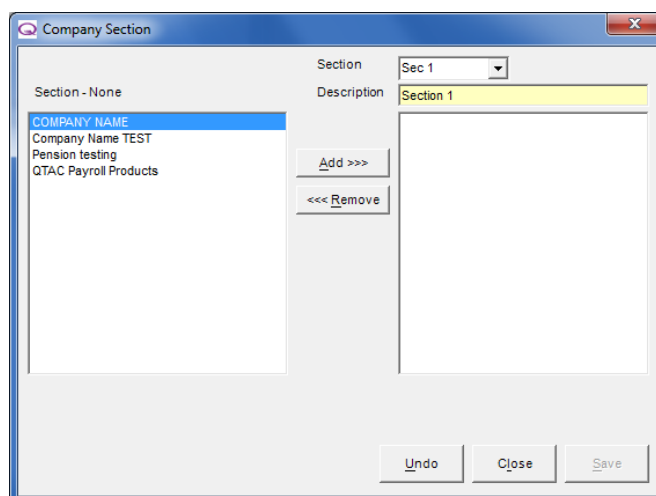 Company Section
Section
Sec 1
Section - None
Description
Section 1
COMPANY NAME
Company Name TEST
Pension testing
QTAC Payroll Products
Add >>>
<<< Remove
Undo
Close
Save